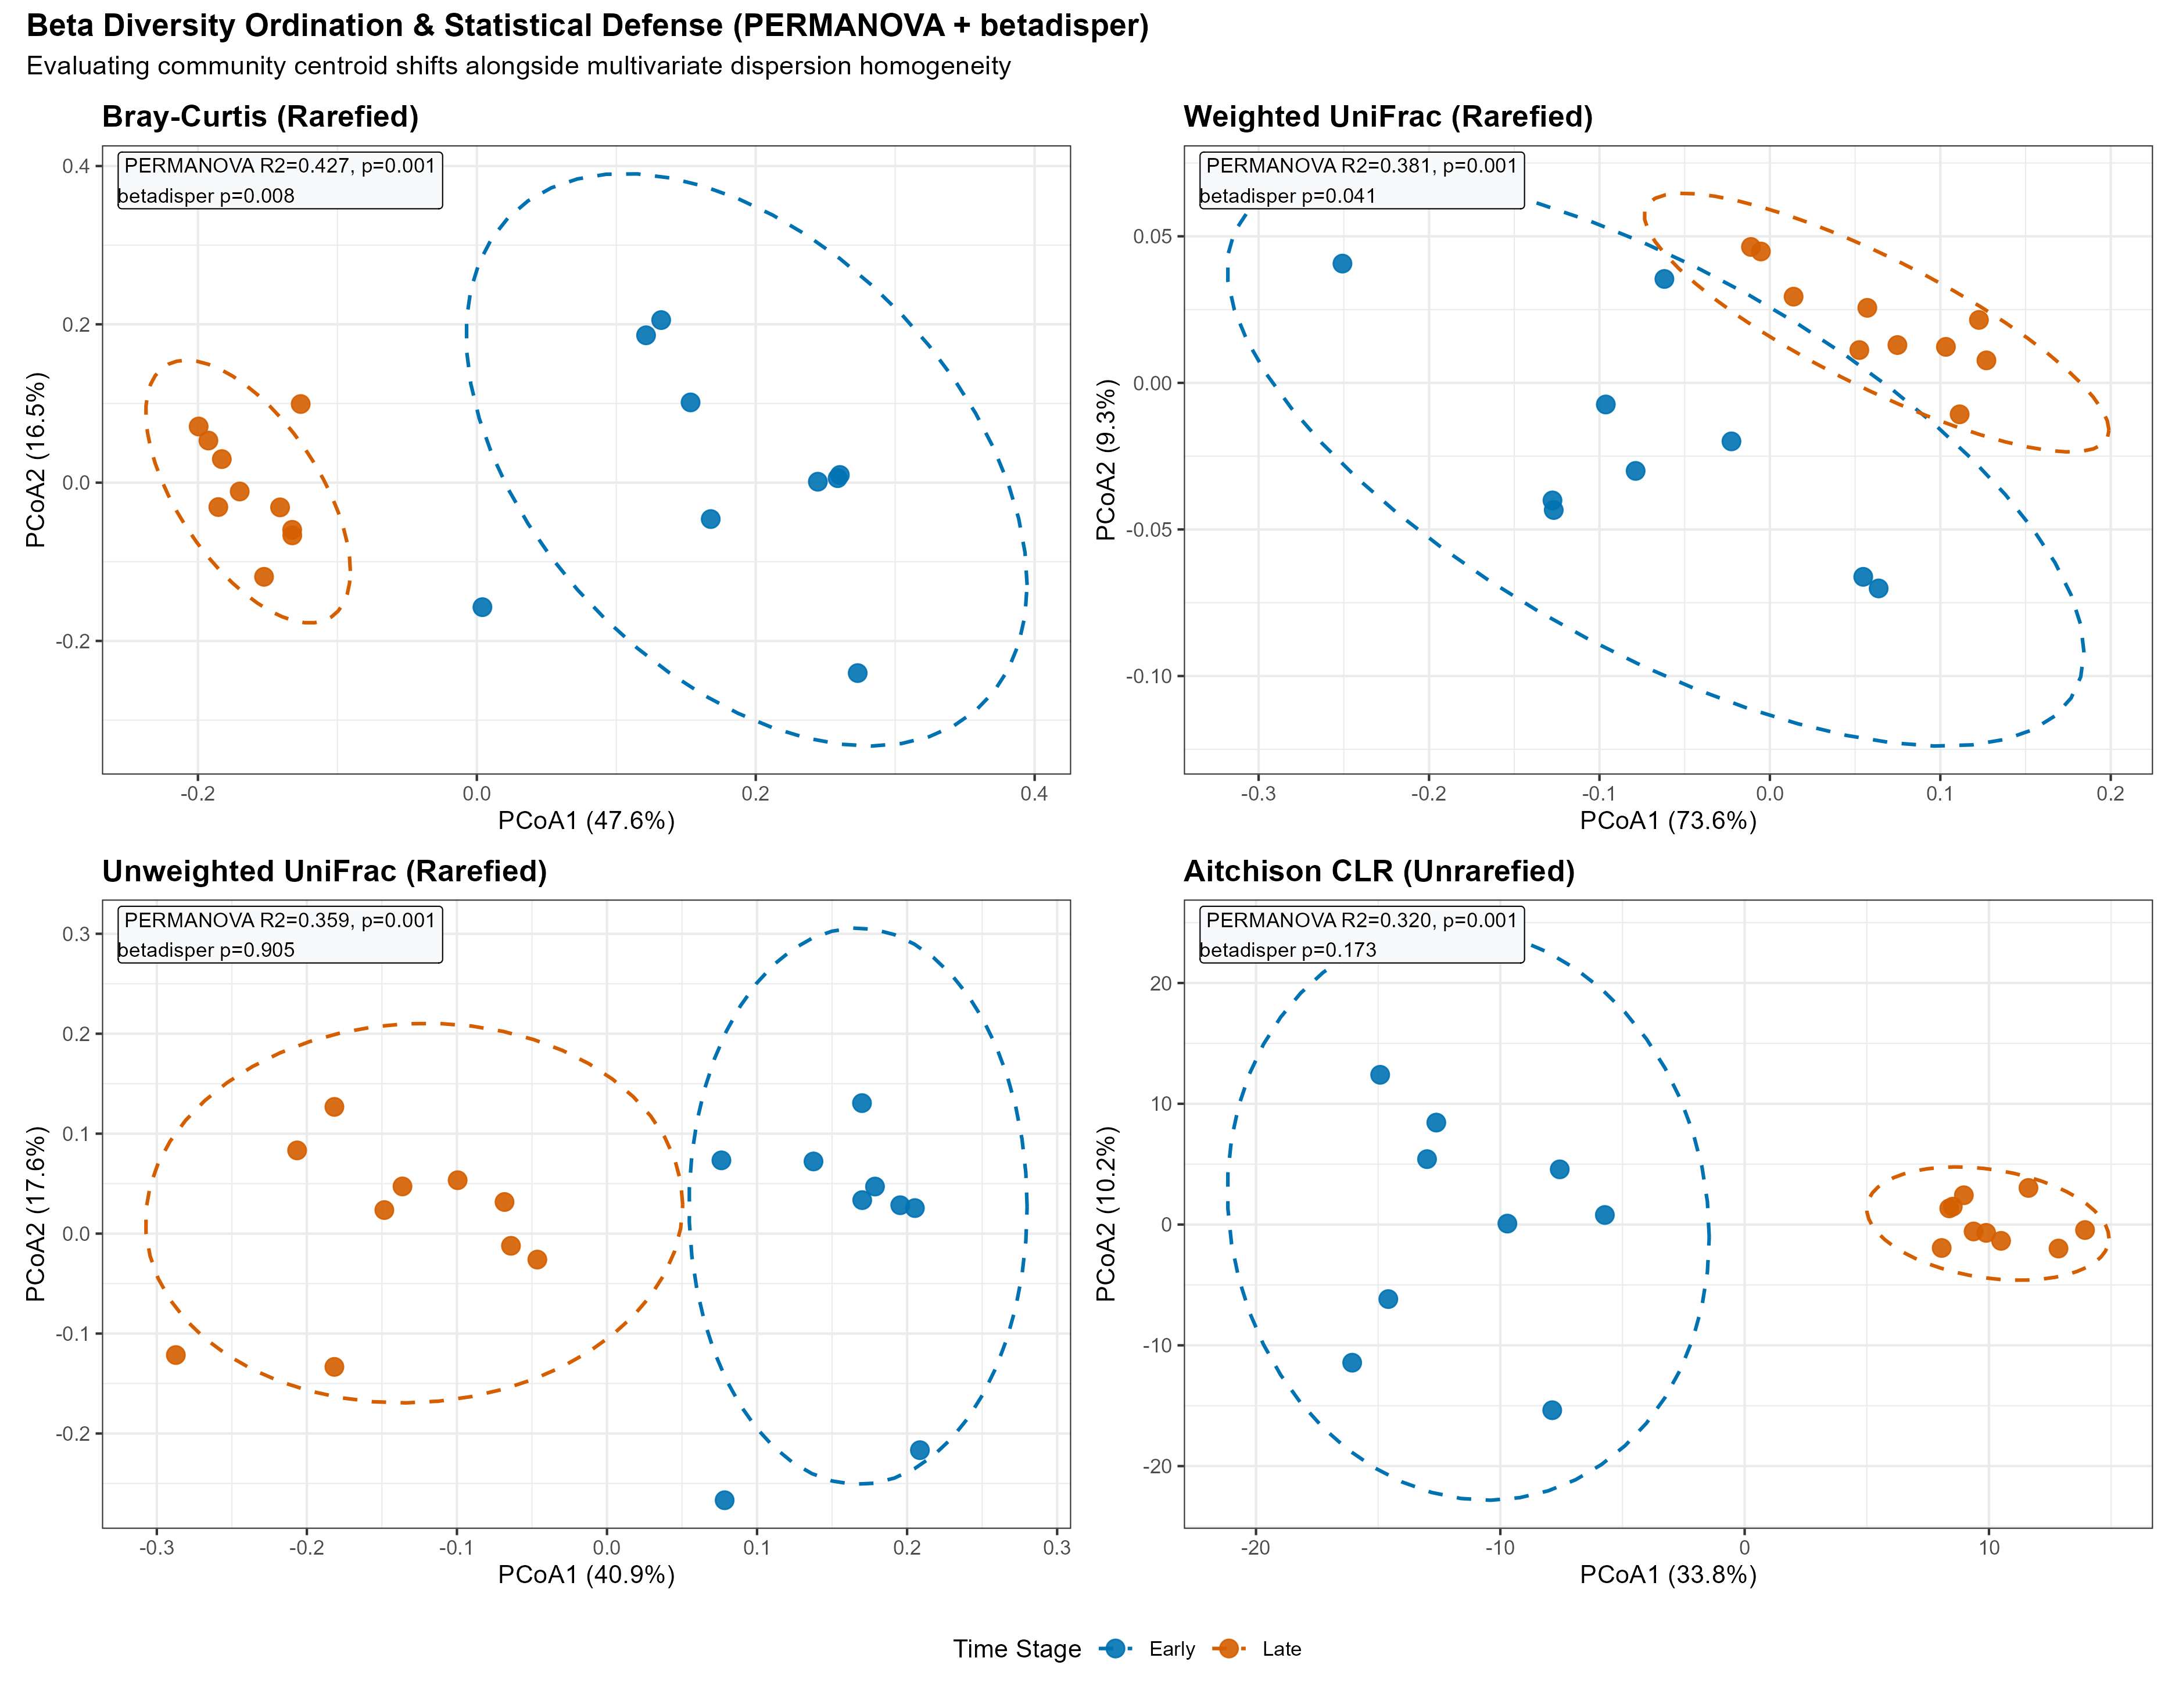 Beta Diversity Ordination & Statistical Defense (PERMANOVA + betadisper)
Evaluating community centroid shifts alongside multivariate dispersion homogeneity
Bray-Curtis (Rarefied)
PERMANOVA R2=0.427, p=0.001
betadisper p=0.008
0.4
0.2
0.0
-0.2
PCoA2 (16.5%)
-0.2
0.0
0.2
0.4
PCoA1 (47.6%)
Weighted UniFrac (Rarefied)
PERMANOVA R2=0.381, p=0.001
betadisper p=0.041
0.05
0.00
-0.05
-0.10
PCoA2 (9.3%)
-0.3
-0.2
-0.1
0.0
0.1
0.2
PCoA1 (73.6%)
Unweighted UniFrac (Rarefied)
PERMANOVA R2=0.359, p=0.001
betadisper p=0.905
0.3
0.2
0.1
0.0
-0.1
-0.2
PCoA2 (17.6%)
-0.3
-0.2
-0.1
0.0
0.1
0.2
0.3
PCoA1 (40.9%)
Aitchison CLR (Unrarefied)
PERMANOVA R2=0.320, p=0.001
betadisper p=0.173
20
10
0
-10
-20
PCoA2 (10.2%)
-20
-10
0
10
PCoA1 (33.8%)
Time Stage
Early
Late